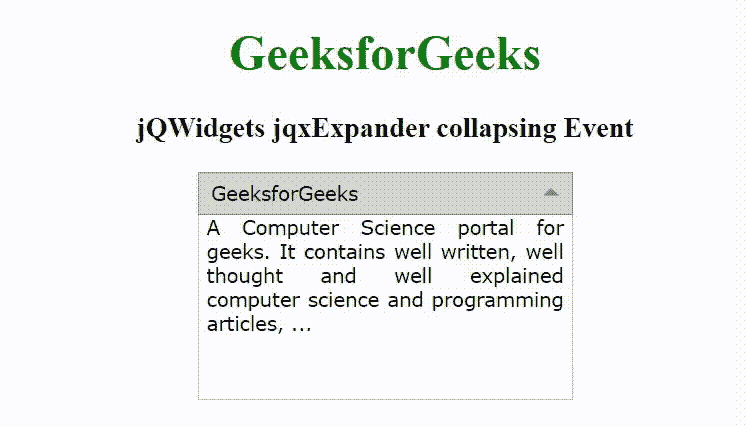 GeeksforGeeks
jQWidgets jqxExpander collapsing Event
GeeksforGeeks
A Computer Science portal for
geeks. It contains well written, well
thought and well explained
computer science and programming
articles, ...